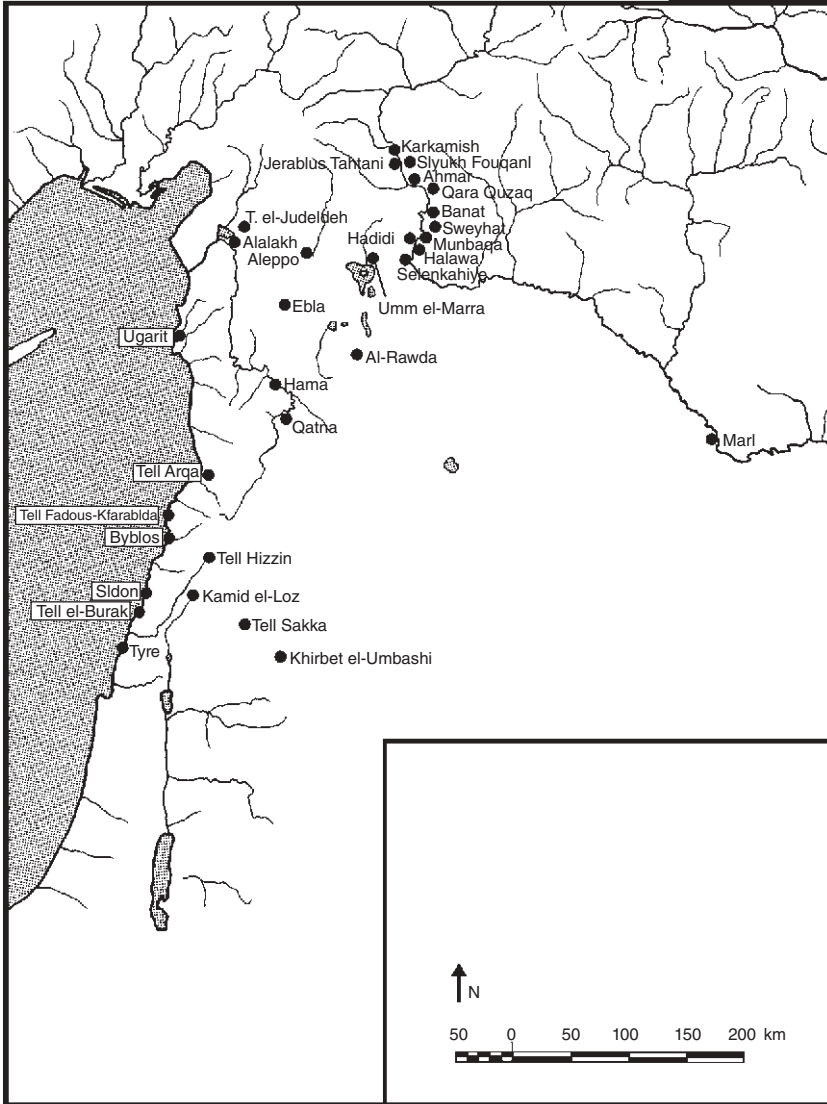 Karkamish
Jerablus Tahtani
Slyukh Fouqanl
Ahmar
Qara Quzaq
Banat
T. el-Judeldeh
Sweyhat
Hadidi
Munbaqa
Alalakh
Halawa
Aleppo
Selenkahiye
Ebla
Umm el-Marra
Ugarit
Al-Rawda
Hama
Qatna
Marl
Tell Arqa
Tell Fadous-Kfarablda
Byblos
Tell Hizzin
Sldon
Kamid el-Loz
Tell el-Burak
Tell Sakka
Tyre
Khirbet el-Umbashi
N
50 0 50 100 150 200 km